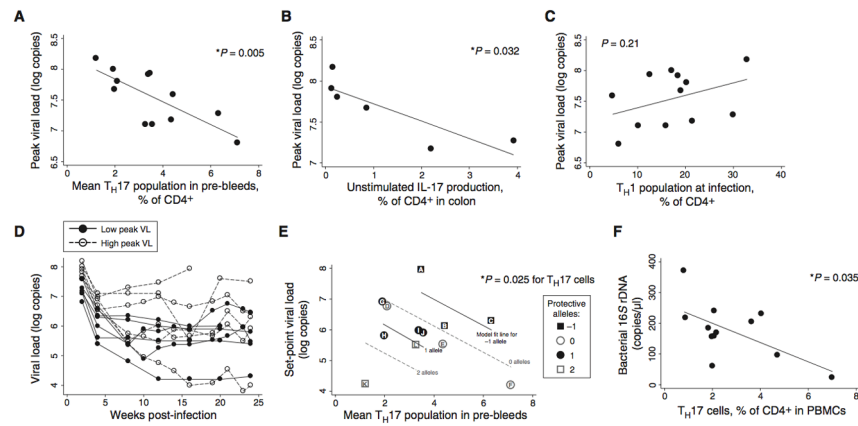 A
*P = 0.005
Peak viral load (log copies)
8.5
8
7.5
7
6.5
0 2 4 6 8
Mean TH17 population in pre-bleeds,
% of CD4+
B
*P = 0.032
Peak viral load (log copies)
8.5
8
7.5
7
0 1 2 3 4
Unstimulated IL-17 production,
% of CD4+ in colon
C
P = 0.21
Peak viral load (log copies)
8.5
8
7.5
7
6.5
0 10 20 30 40
TH1 population at infection,
% of CD4+
D
Low peak VL
High peak VL
Viral load (log copies)
8
7
6
5
4
0 5 10 15 20 25
Weeks post-infection
E
*P = 0.025 for TH17 cells
Set-point viral load
(log copies)
8
7
6
5
4
A
G
D
B
C
H
I
J
E
F
Model fit line for
−1 allele
1 allele
0 alleles
2 alleles
0 2 4 6 8
Mean TH17 population in pre-bleeds
Protective
alleles:
−1
0
1
2
F
*P = 0.035
Bacterial 16S rDNA
(copies/µl)
400
300
200
100
0
0 2 4 6 8
TH17 cells, % of CD4+ in PBMCs